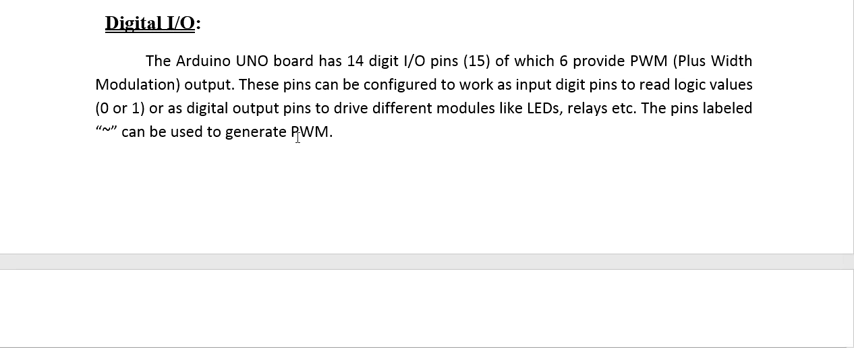 Digital I/O:
The Arduino UNO board has 14 digit I/O pins (15) of which 6 provide PWM (Plus Width
Modulation) output. These pins can be configured to work as input digit pins to read logic values
(0 or 1) or as digital output pins to drive different modules like LEDs, relays etc. The pins labeled
“~” can be used to generate PWM.